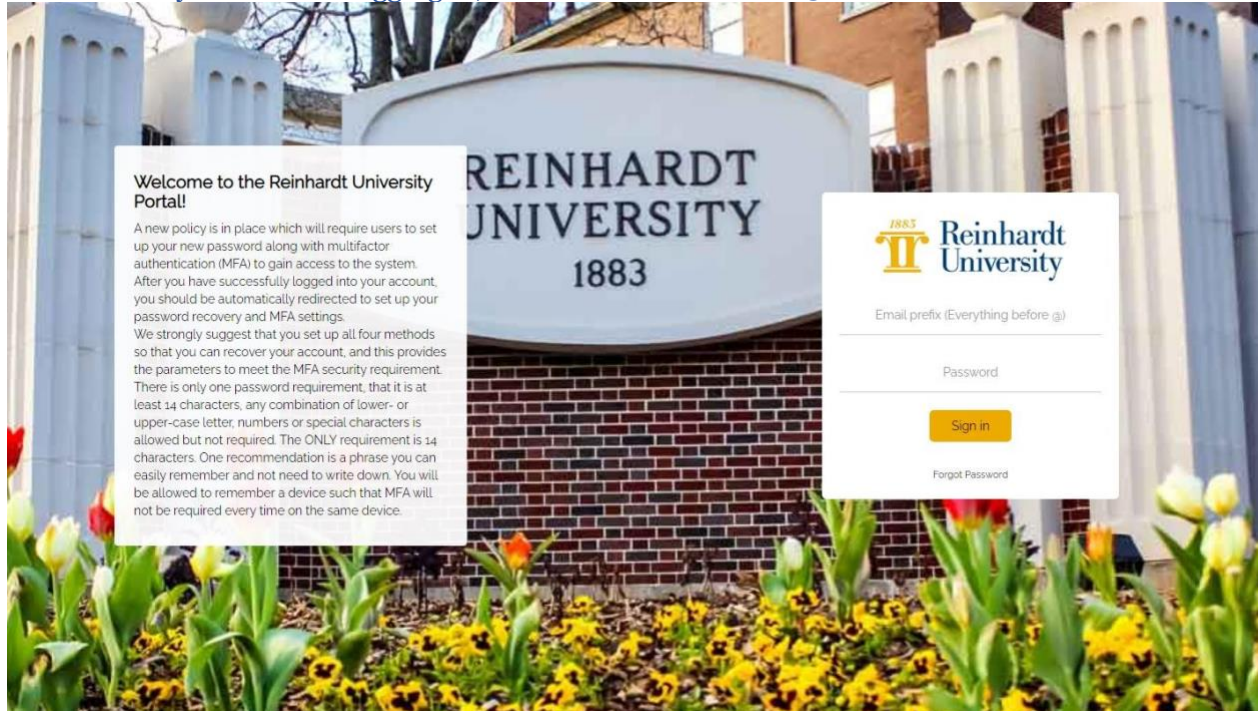 REINHARDT
UNIVERSITY
1883
Welcome to the Reinhardt University
Portal!
A new policy is in place which will require users to set
up your new password along with multifactor
authentication (MFA) to gain access to the system.
After you have successfully logged into your account,
you should be automatically redirected to set up your
password recovery and MFA settings.
We strongly suggest that you set up all four methods
so that you can recover your account, and this provides
the parameters to meet the MFA security requirement.
There is only one password requirement, that it is at
least 14 characters, any combination of lower- or
upper-case letter, numbers or special characters is
allowed but not required. The ONLY requirement is 14
characters. One recommendation is a phrase you can
easily remember and not need to write down. You will
be allowed to remember a device such that MFA will
not be required every time on the same device.
1883
Reinhardt
University
Email prefix (Everything before @)
Password
Sign in
Forgot Password